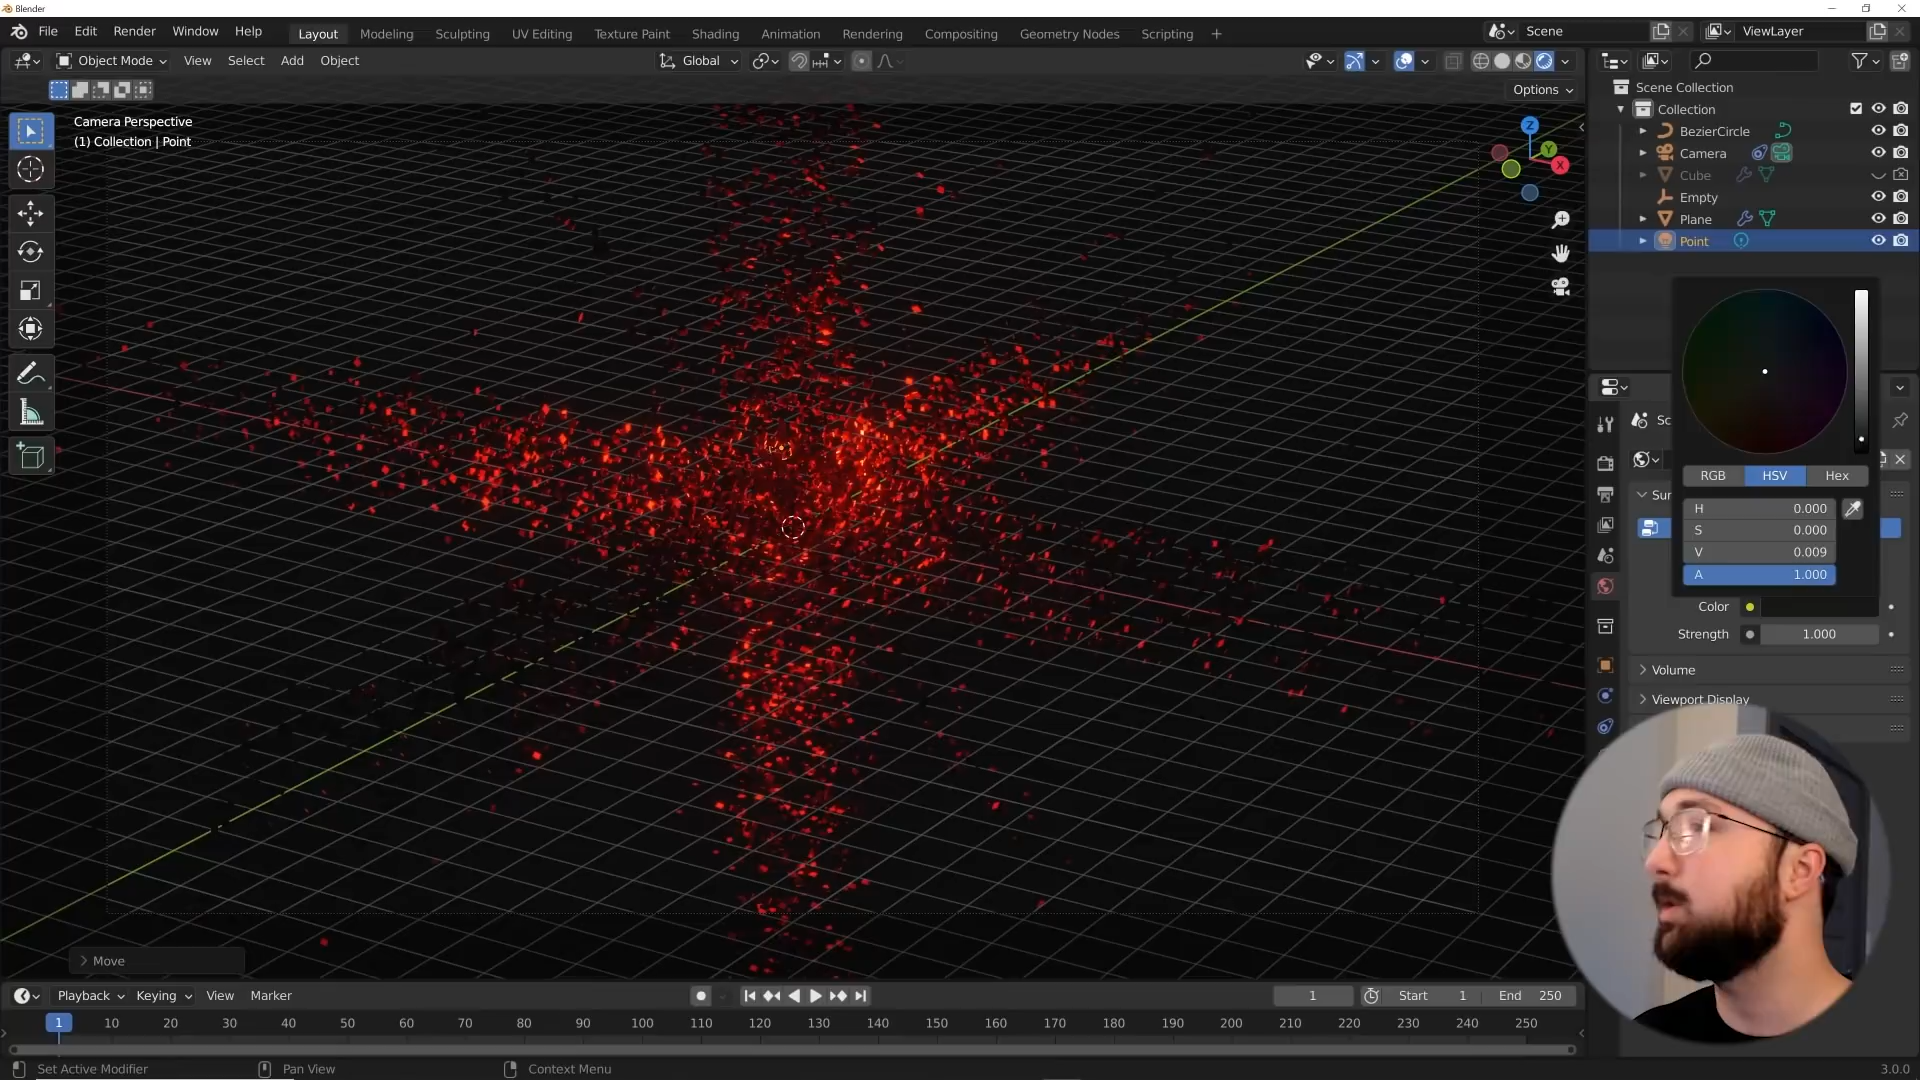 Blender
File Edit Render Window Help
Layout Modeling Sculpting UV Editing Texture Paint Shading Animation Rendering Compositing Geometry Nodes Scripting +
Scene
ViewLayer
Object Mode View Select Add Object
Global
Options
Camera Perspective
(1) Collection | Point
Z
Y
X
Scene Collection
Collection
BezierCircle
Camera
Cube
Empty
Plane
Point
Sc
RGB HSV Hex
Sur
H 0.000
S 0.000
V 0.009
A 1.000
Color
Strength 1.000
Volume
Viewport Display
Move
Playback Keying View Marker
1
Start 1
End 250
1 10 20 30 40 50 60 70 80 90 100 110 120 130 140 150 160 170 180 190 200 210 220 230 240 250
Set Active Modifier
Pan View
Context Menu
3.0.0